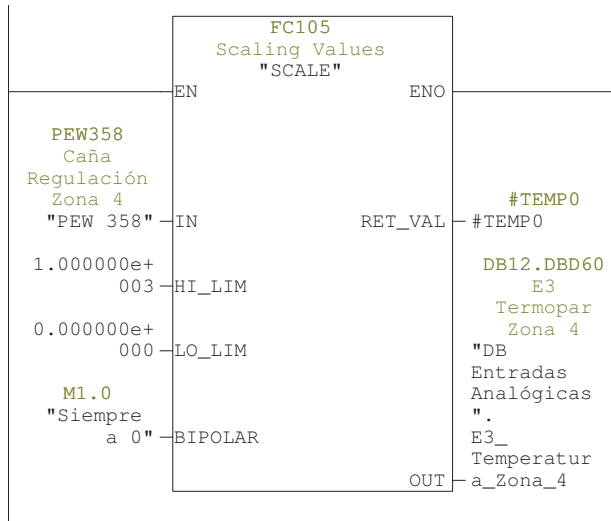 FC105
Scaling Values
"SCALE"
EN
ENO
PEW358
Caña
Regulación
Zona 4
"PEW 358"
IN
RET_VAL
#TEMP0
#TEMP0
1.000000e+
003
HI_LIM
0.000000e+
000
LO_LIM
M1.0
"Siempre
a 0"
BIPOLAR
DB12.DBD60
E3
Termopar
Zona 4
"DB
Entradas
Analógicas
".
E3_
Temperatur
a_Zona_4
OUT